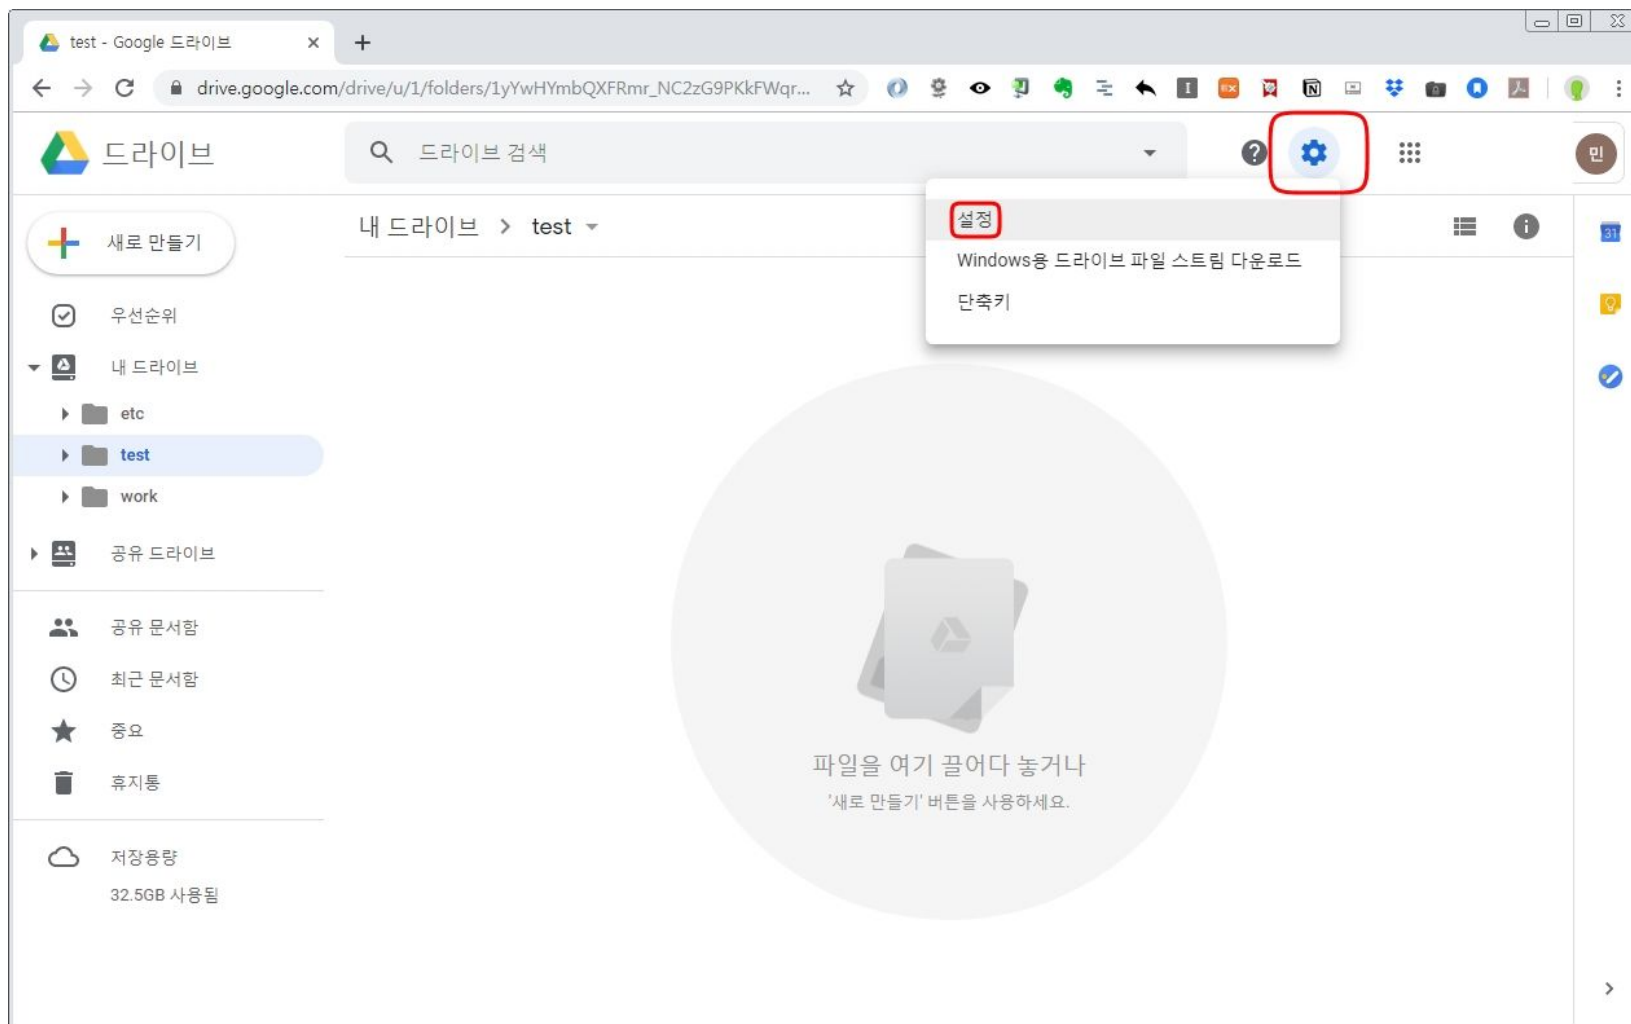 test - Google 드라이브
drive.google.com/drive/u/1/folders/1yYwHYmbQXFRmr_NC2zG9PKkFWqr...
드라이브
드라이브 검색
민
새로 만들기
내 드라이브 > test
설정
Windows용 드라이브 파일 스트림 다운로드
단축키
31
우선순위
내 드라이브
etc
test
work
공유 드라이브
공유 문서함
최근 문서함
중요
휴지통
저장용량
32.5GB 사용됨
파일을 여기 끌어다 놓거나
'새로 만들기' 버튼을 사용하세요.